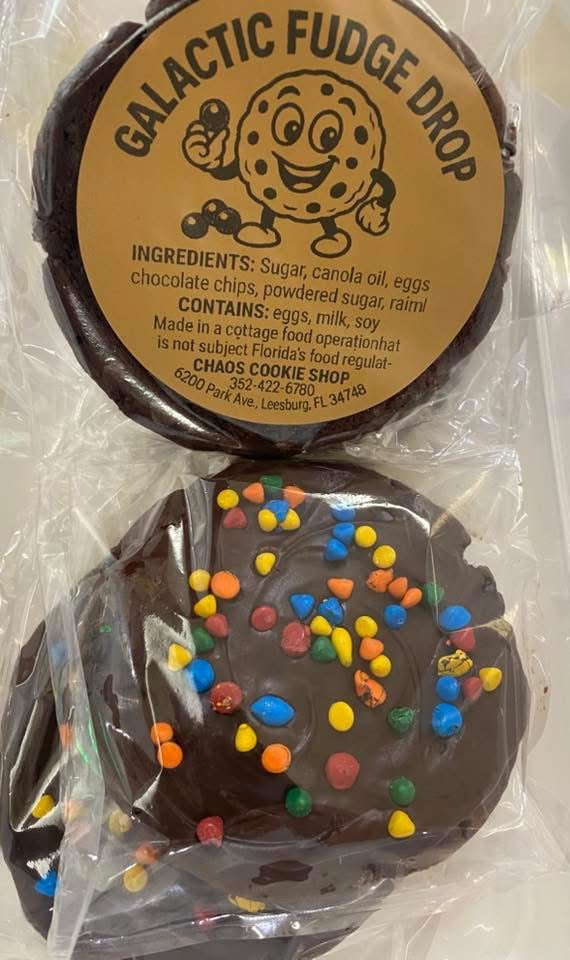 GALACTIC FUDGE DROP
INGREDIENTS: Sugar, canola oil, eggs
chocolate chips, powdered sugar, raiml
CONTAINS: eggs, milk, soy
Made in a cottage food operationhat
is not subject Florida's food regulat-
CHAOS COOKIE SHOP
352-422-6780
6200 Park Ave., Leesburg, FL 34748